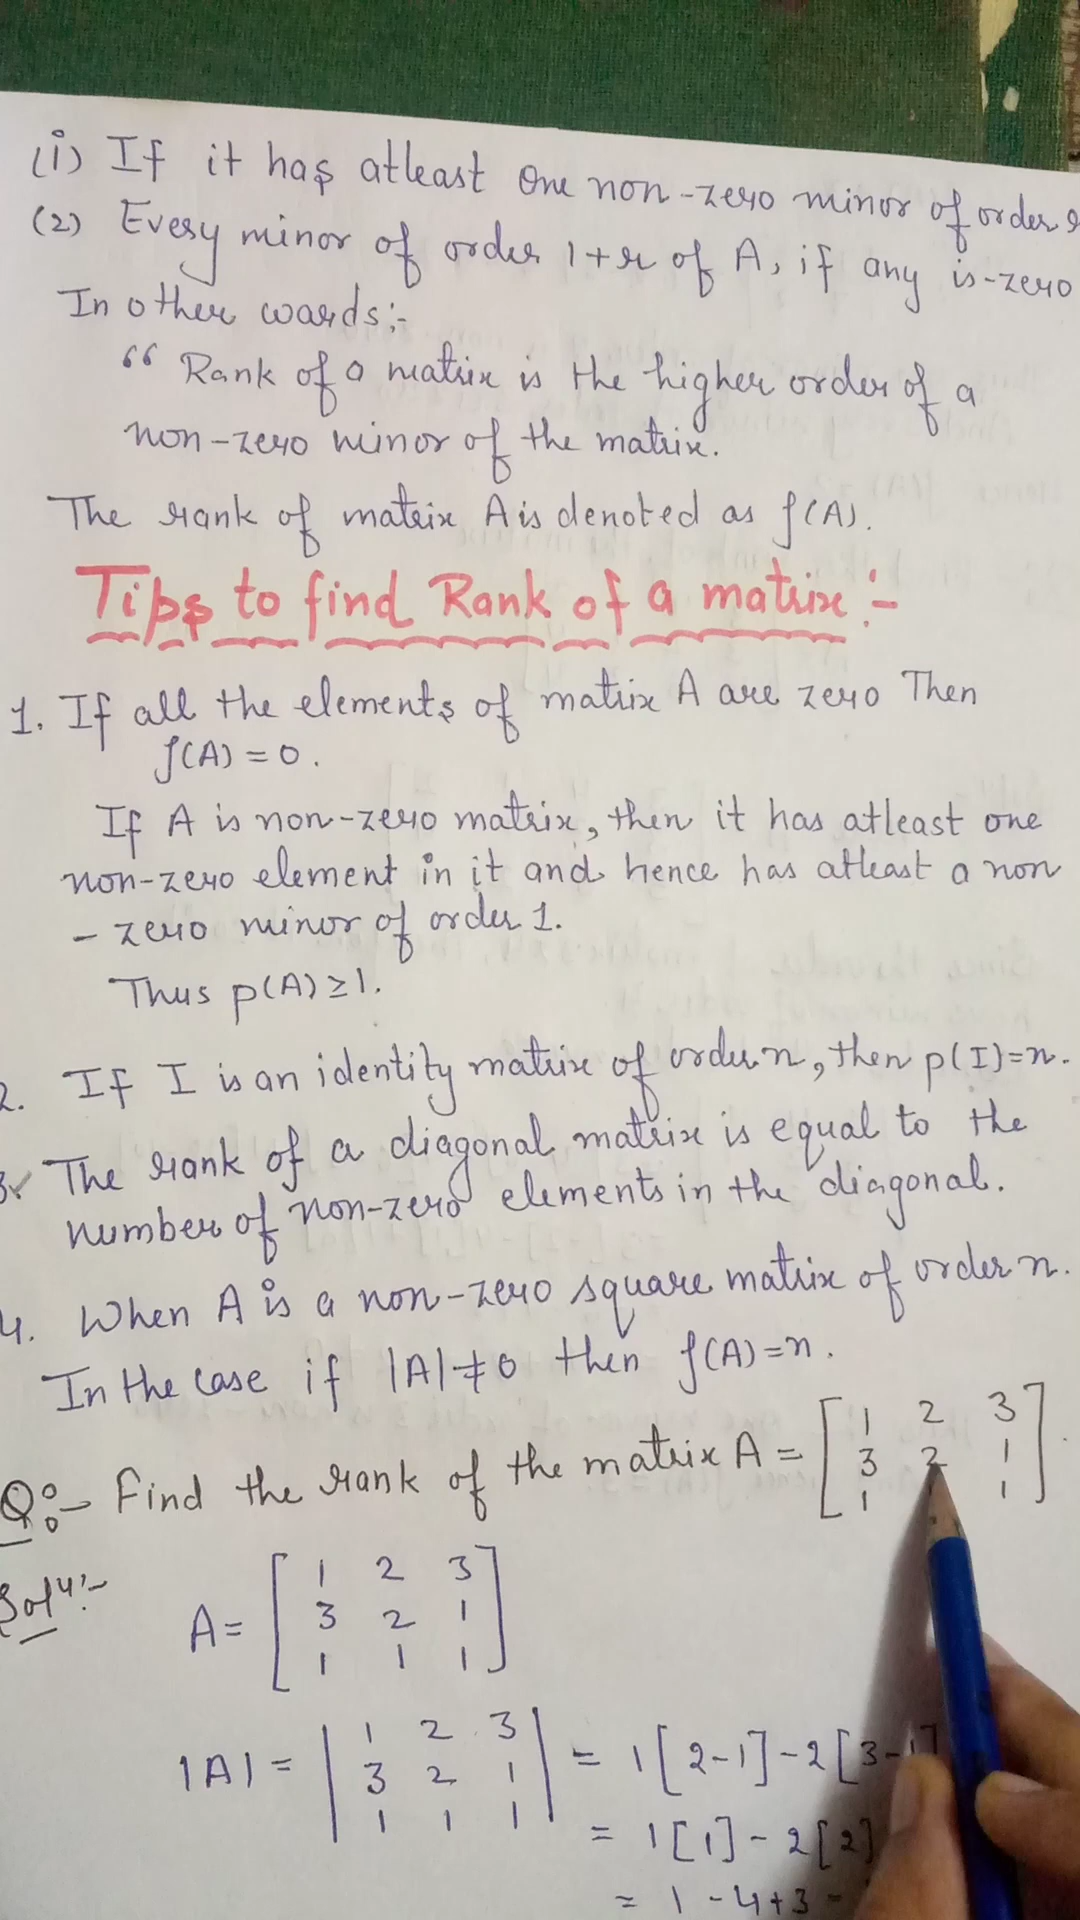 (i) If it has atleast one non-zero minor of order r
(2) Every minor of order 1+r of A, if any is-zero
In other wards:-
“ Rank of a matrix is the higher order of a
non-zero minor of the matrix.
The rank of matrix A is denoted as ρ(A).
Tips to find Rank of a matrix :-
1. If all the elements of matrix A are zero Then
ρ(A) = 0.
If A is non-zero matrix, then it has atleast one
non-zero element in it and hence has atleast a non
- zero minor of order 1.
Thus p(A) ≥ 1.
2. If I is an identity matrix of order n, then p(I)=n.
3. The rank of a diagonal matrix is equal to the
number of non-zero elements in the diagonal.
4. When A is a non-zero square matrix of order n.
In the case if |A| ≠ 0 then ρ(A)=n.
Q:- Find the rank of the matrix A = [ 1 2 3
3 2 1
1 1 ]
Solⁿ:-
A = [ 1 2 3
3 2 1
1 1 1 ]
|A| = | 1 2 3
3 2 1
1 1 1 | = 1[2-1] - 2[3-1]
= 1[1] - 2[2]
= 1 - 4 + 3 -